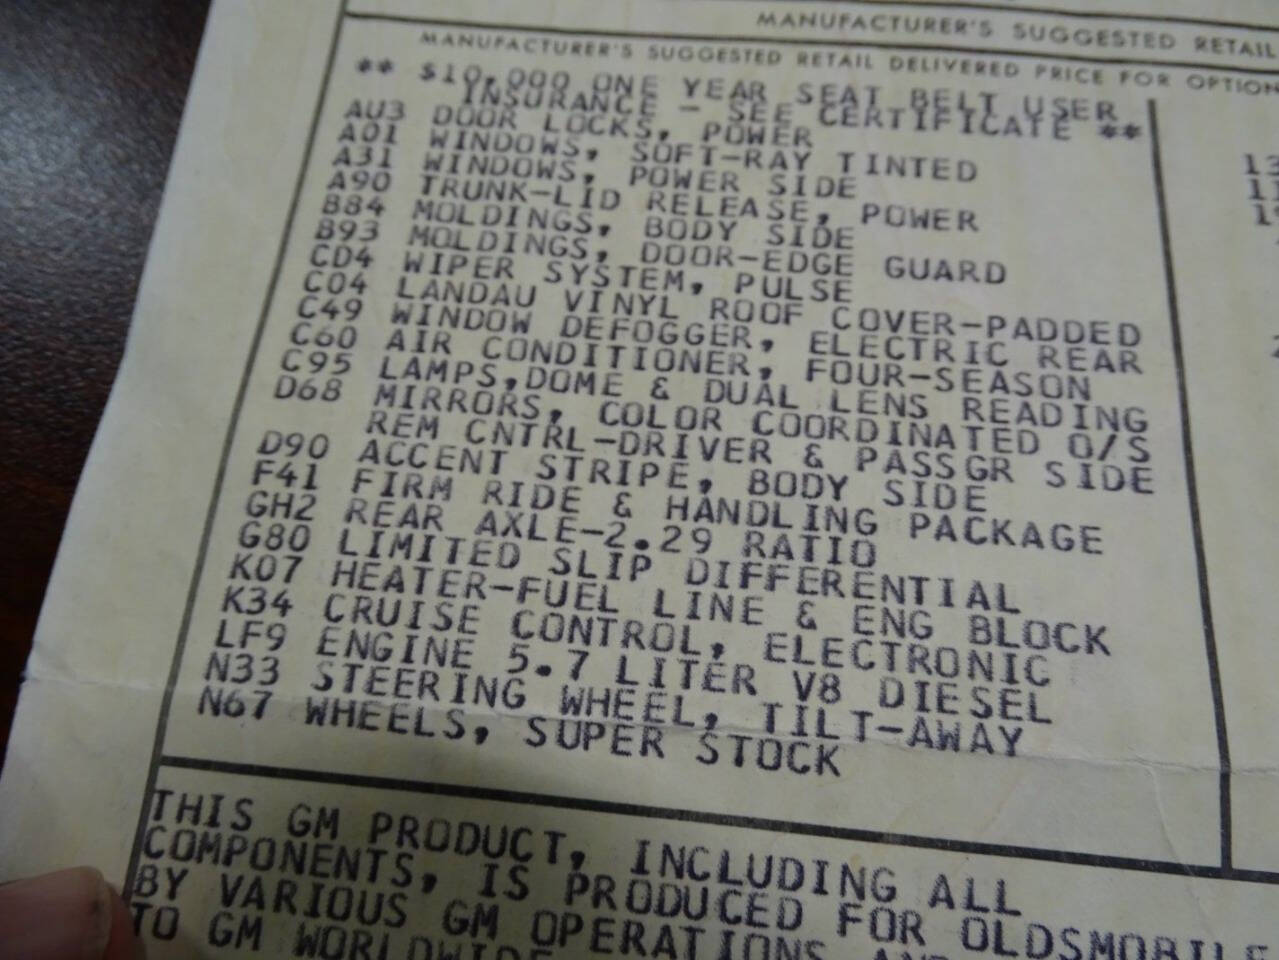 MANUFACTURER'S SUGGESTED RETAIL
MANUFACTURER'S SUGGESTED RETAIL DELIVERED PRICE FOR OPTION
** $10,000 ONE YEAR SEAT BELT USER
INSURANCE - SEE CERTIFICATE **
AU3 DOOR LOCKS, POWER
A01 WINDOWS, SOFT-RAY TINTED
A31 WINDOWS, POWER SIDE
A90 TRUNK-LID RELEASE, POWER
B84 MOLDINGS, BODY SIDE
B93 MOLDINGS, DOOR-EDGE GUARD
CD4 WIPER SYSTEM, PULSE
C04 LANDAU VINYL ROOF COVER-PADDED
C49 WINDOW DEFOGGER, ELECTRIC REAR
C60 AIR CONDITIONER, FOUR-SEASON
C95 LAMPS,DOME & DUAL LENS READING
D68 MIRRORS, COLOR COORDINATED O/S
REM CNTRL-DRIVER & PASSGR SIDE
D90 ACCENT STRIPE, BODY SIDE
F41 FIRM RIDE & HANDLING PACKAGE
GH2 REAR AXLE-2.29 RATIO
G80 LIMITED SLIP DIFFERENTIAL
K07 HEATER-FUEL LINE & ENG BLOCK
K34 CRUISE CONTROL, ELECTRONIC
LF9 ENGINE 5.7 LITER V8 DIESEL
N33 STEERING WHEEL, TILT-AWAY
N67 WHEELS, SUPER STOCK
THIS GM PRODUCT, INCLUDING ALL
COMPONENTS, IS PRODUCED FOR OLDSMOBILE
BY VARIOUS GM OPERATIONS
TO GM WORLDWIDE